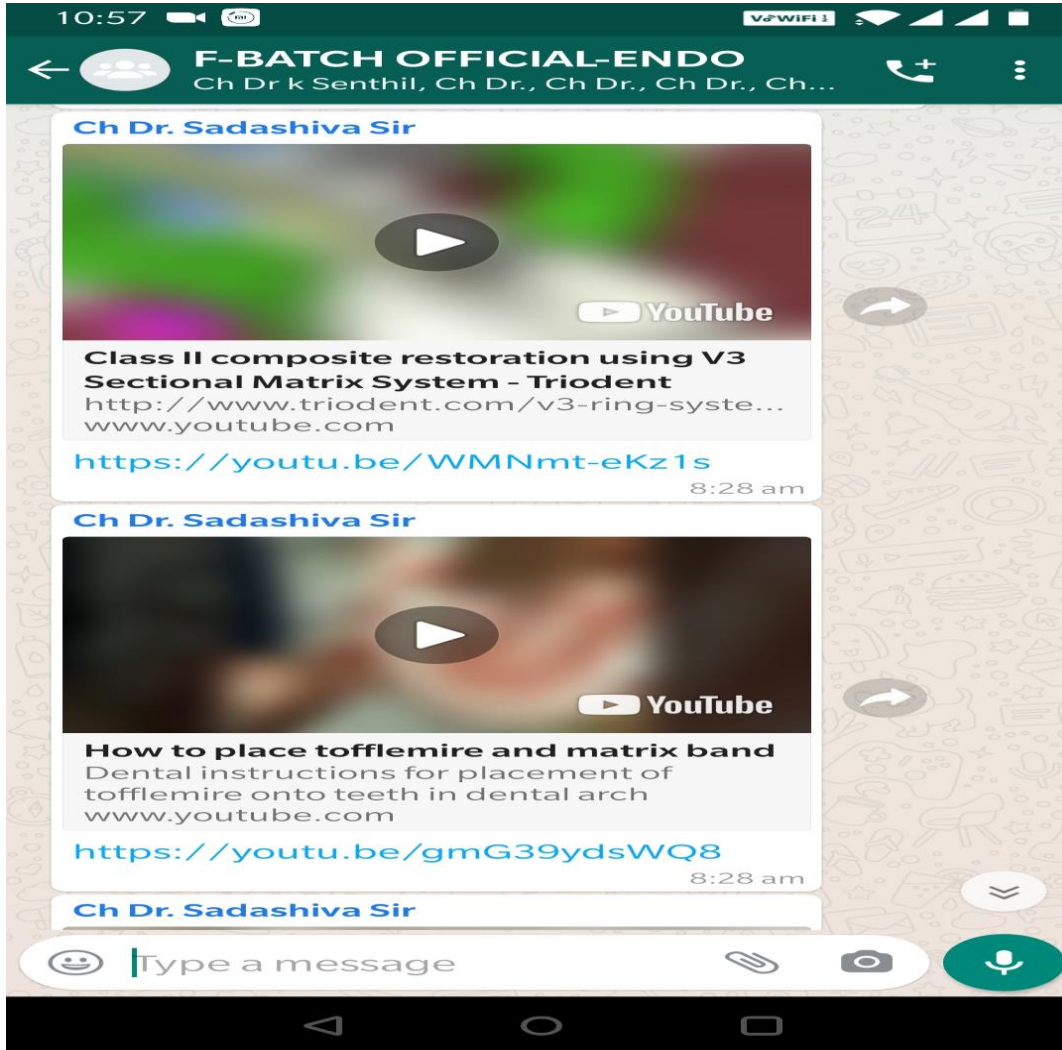 10:57
VoWiFi 1
F-BATCH OFFICIAL-ENDO
Ch Dr k Senthil, Ch Dr., Ch Dr., Ch Dr., Ch...
Ch Dr. Sadashiva Sir
YouTube
Class II composite restoration using V3
Sectional Matrix System - Triodent
http://www.triodent.com/v3-ring-syste...
www.youtube.com
https://youtu.be/WMNmt-eKz1s
8:28 am
Ch Dr. Sadashiva Sir
YouTube
How to place tofflemire and matrix band
Dental instructions for placement of
tofflemire onto teeth in dental arch
www.youtube.com
https://youtu.be/gmG39ydsWQ8
8:28 am
Ch Dr. Sadashiva Sir
Type a message